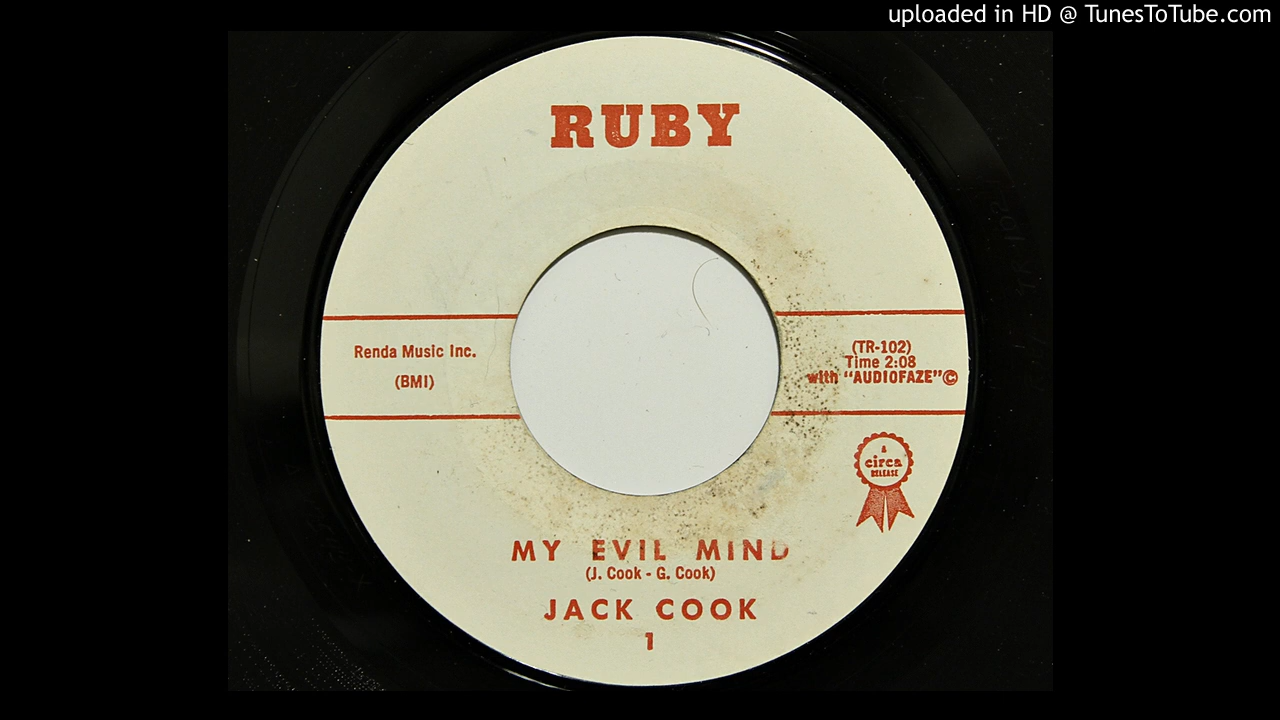 uploaded in HD @ TunesToTube.com
RUBY
Renda Music Inc.
(BMI)
(TR-102)
Time 2:08
with "AUDIOFAZE"©
A
circa
RELEASE
MY EVIL MIND
(J. Cook - G. Cook)
JACK COOK
1